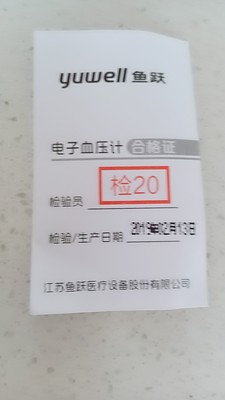 yuwell 鱼跃
电子血压计 合格证
检验员 检20
检验/生产日期 2019年02月13日
江苏鱼跃医疗设备股份有限公司